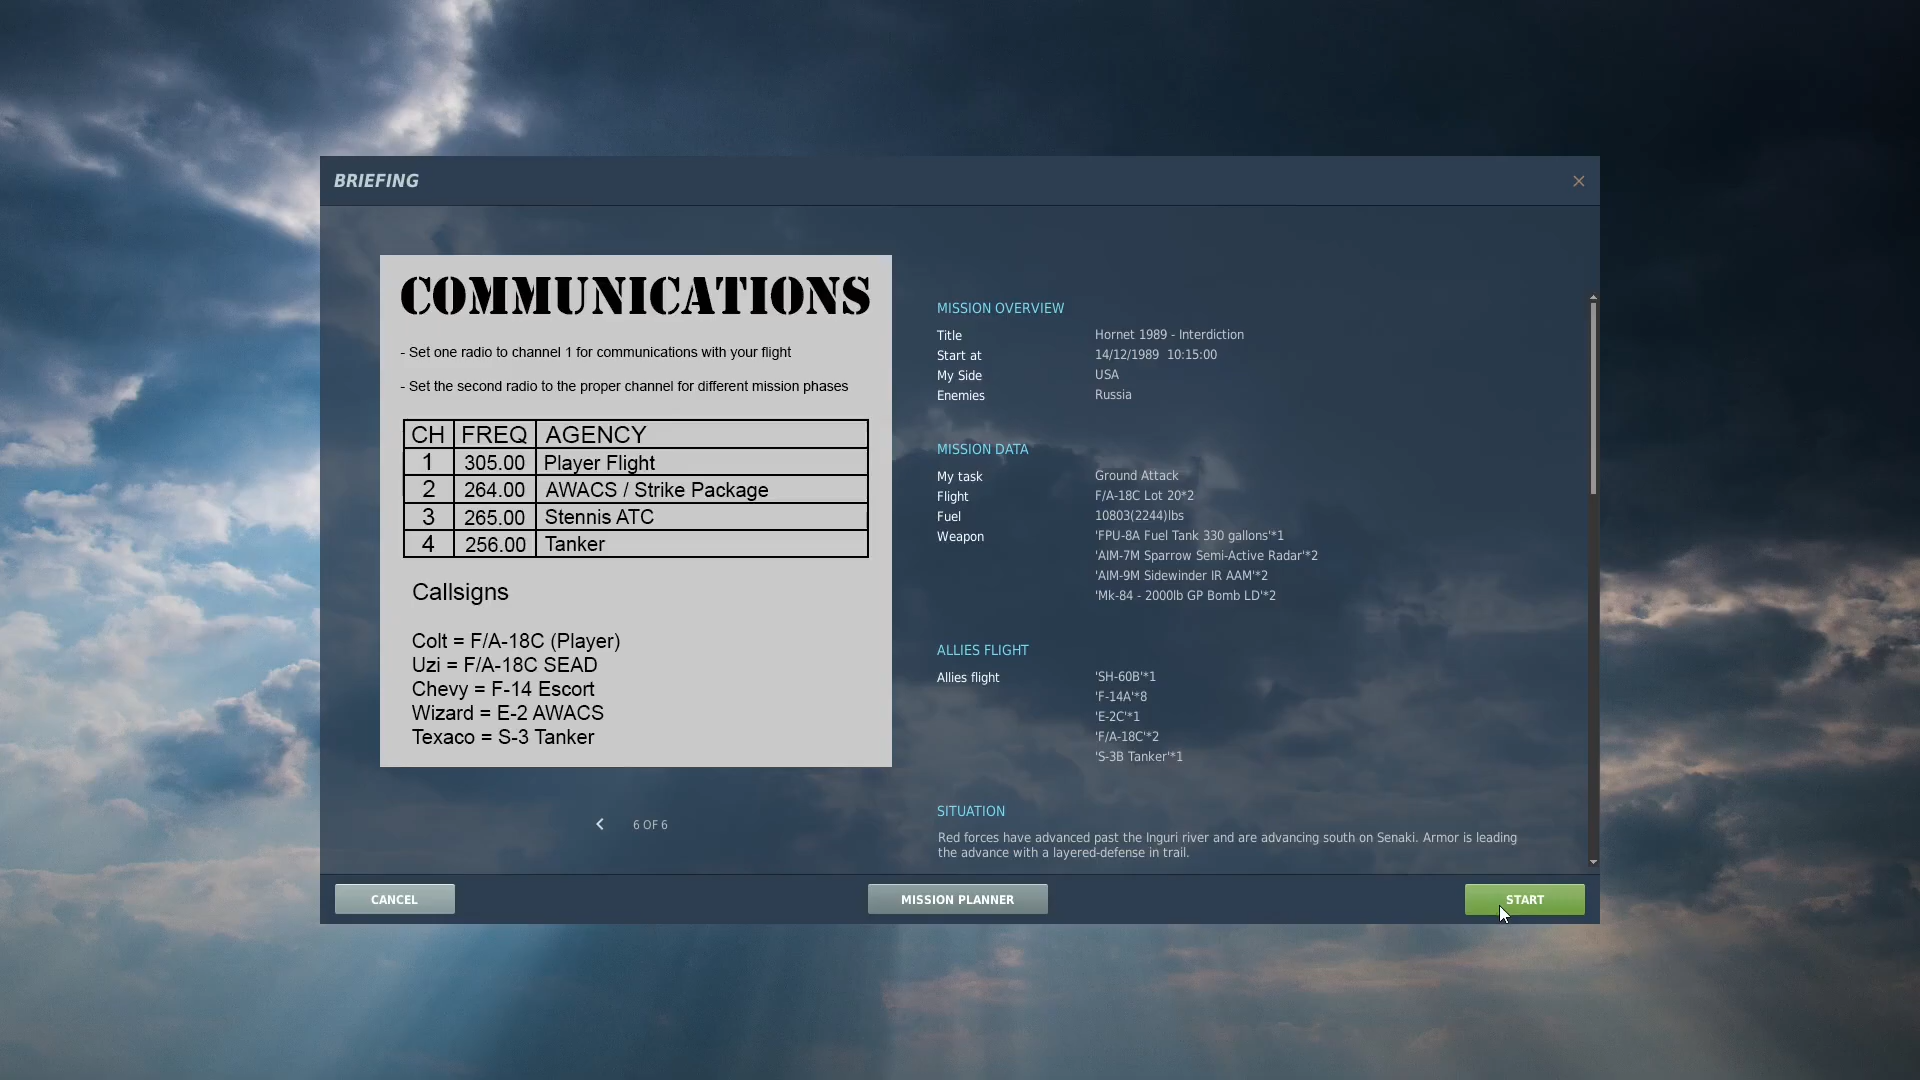 BRIEFING
COMMUNICATIONS
- Set one radio to channel 1 for communications with your flight
- Set the second radio to the proper channel for different mission phases
CH FREQ AGENCY
1 305.00 Player Flight
2 264.00 AWACS / Strike Package
3 265.00 Stennis ATC
4 256.00 Tanker
Callsigns
Colt = F/A-18C (Player)
Uzi = F/A-18C SEAD
Chevy = F-14 Escort
Wizard = E-2 AWACS
Texaco = S-3 Tanker
6 OF 6
MISSION OVERVIEW
Title Hornet 1989 - Interdiction
Start at 14/12/1989 10:15:00
My Side USA
Enemies Russia
MISSION DATA
My task Ground Attack
Flight F/A-18C Lot 20*2
Fuel 10803(2244)lbs
Weapon 'FPU-8A Fuel Tank 330 gallons'*1
'AIM-7M Sparrow Semi-Active Radar'*2
'AIM-9M Sidewinder IR AAM'*2
'Mk-84 - 2000lb GP Bomb LD'*2
ALLIES FLIGHT
Allies flight 'SH-60B'*1
'F-14A'*8
'E-2C'*1
'F/A-18C'*2
'S-3B Tanker'*1
SITUATION
Red forces have advanced past the Inguri river and are advancing south on Senaki. Armor is leading
the advance with a layered-defense in trail.
CANCEL
MISSION PLANNER
START